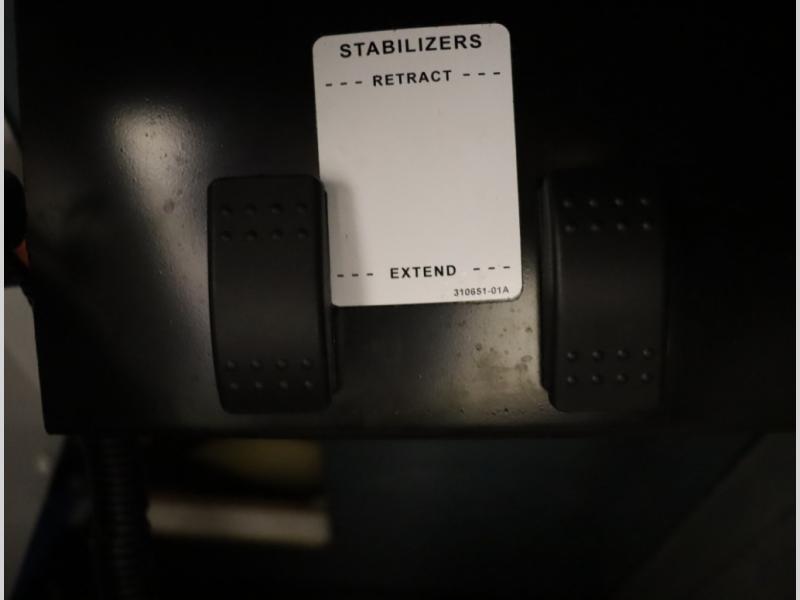 STABILIZERS
--- RETRACT ---
--- EXTEND ---
310651-01A